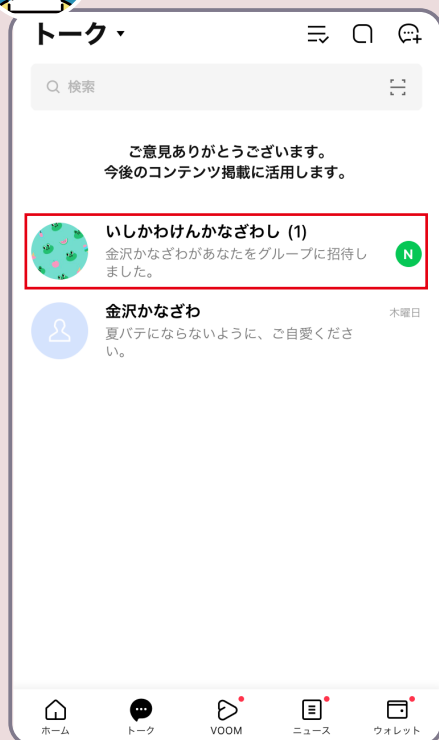 トーク
検索
ご意見ありがとうございます。
今後のコンテンツ掲載に活用します。
いしかわけんかなざわし (1)
金沢かなざわがあなたをグループに招待し
ました。
N
金沢かなざわ
木曜日
夏バテにならないように、ご自愛くださ
い。
ホーム
トーク
VOOM
ニュース
ウォレット